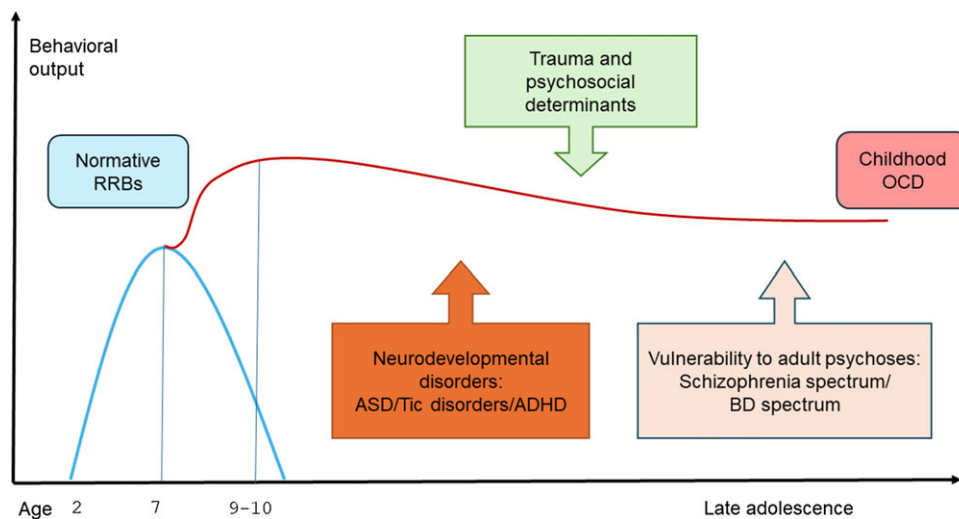 Behavioral
output
Trauma and
psychosocial
determinants
Normative
RRBs
Childhood
OCD
Neurodevelopmental
disorders:
ASD/Tic disorders/ADHD
Vulnerability to adult psychoses:
Schizophrenia spectrum/
BD spectrum
Age 2 7 9–10 Late adolescence